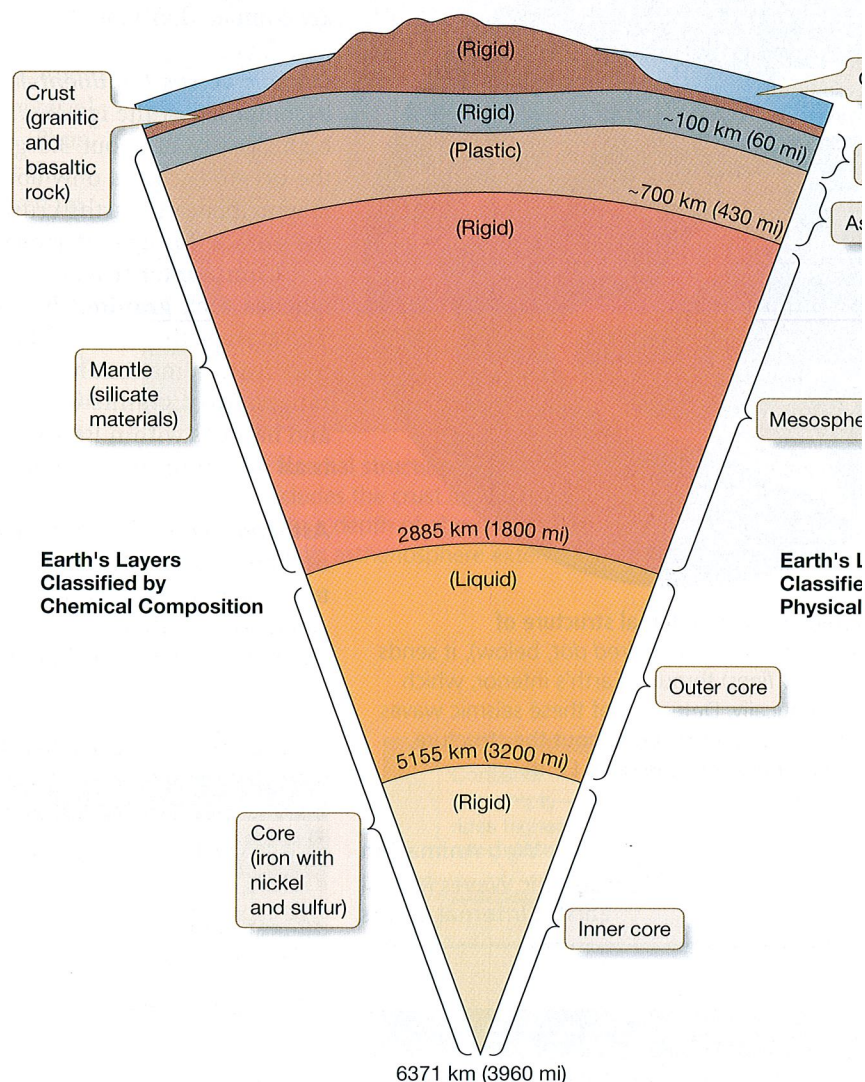 (Rigid)
Crust
(granitic
and
basaltic
rock)
(Rigid)
~100 km (60 mi)
(Plastic)
~700 km (430 mi)
(Rigid)
Mantle
(silicate
materials)
2885 km (1800 mi)
Earth's Layers
Classified by
Chemical Composition
(Liquid)
Outer core
5155 km (3200 mi)
(Rigid)
Core
(iron with
nickel
and sulfur)
Inner core
6371 km (3960 mi)